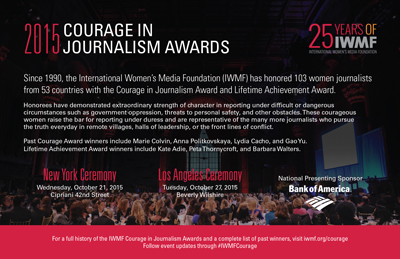 2015 COURAGE IN
JOURNALISM AWARDS
25 YEARS OF
IWMF
INTERNATIONAL WOMEN'S MEDIA FOUNDATION
Since 1990, the International Women's Media Foundation (IWMF) has honored 103 women journalists
from 53 countries with the Courage in Journalism Award and Lifetime Achievement Award.
Honorees have demonstrated extraordinary strength of character in reporting under difficult or dangerous
circumstances such as government oppression, threats to personal safety, and other obstacles. These courageous
women raise the bar for reporting under duress and are representative of the many more journalists who pursue
the truth everyday in remote villages, halls of leadership, or the front lines of conflict.
Past Courage Award winners include Marie Colvin, Anna Politkovskaya, Lydia Cacho, and Gao Yu.
Lifetime Achievement Award winners include Kate Adie, Peta Thornycroft, and Barbara Walters.
New York Ceremony
Wednesday, October 21, 2015
Cipriani 42nd Street
Los Angeles Ceremony
Tuesday, October 27, 2015
Beverly Wilshire
National Presenting Sponsor
Bank of America
For a full history of the IWMF Courage in Journalism Awards and a complete list of past winners, visit iwmf.org/courage
Follow event updates through #IWMFCourage